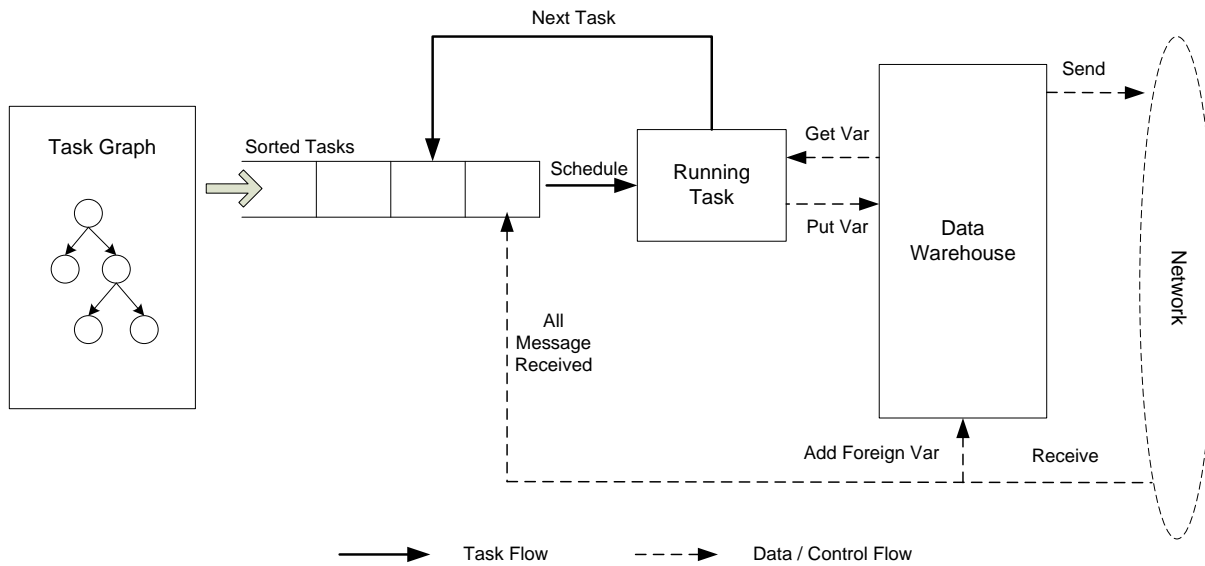 Next Task
Task Graph
Sorted Tasks
Schedule
Running
Task
Get Var
Put Var
Data
Warehouse
Send
Network
All
Message
Received
Add Foreign Var
Receive
Task Flow
Data / Control Flow